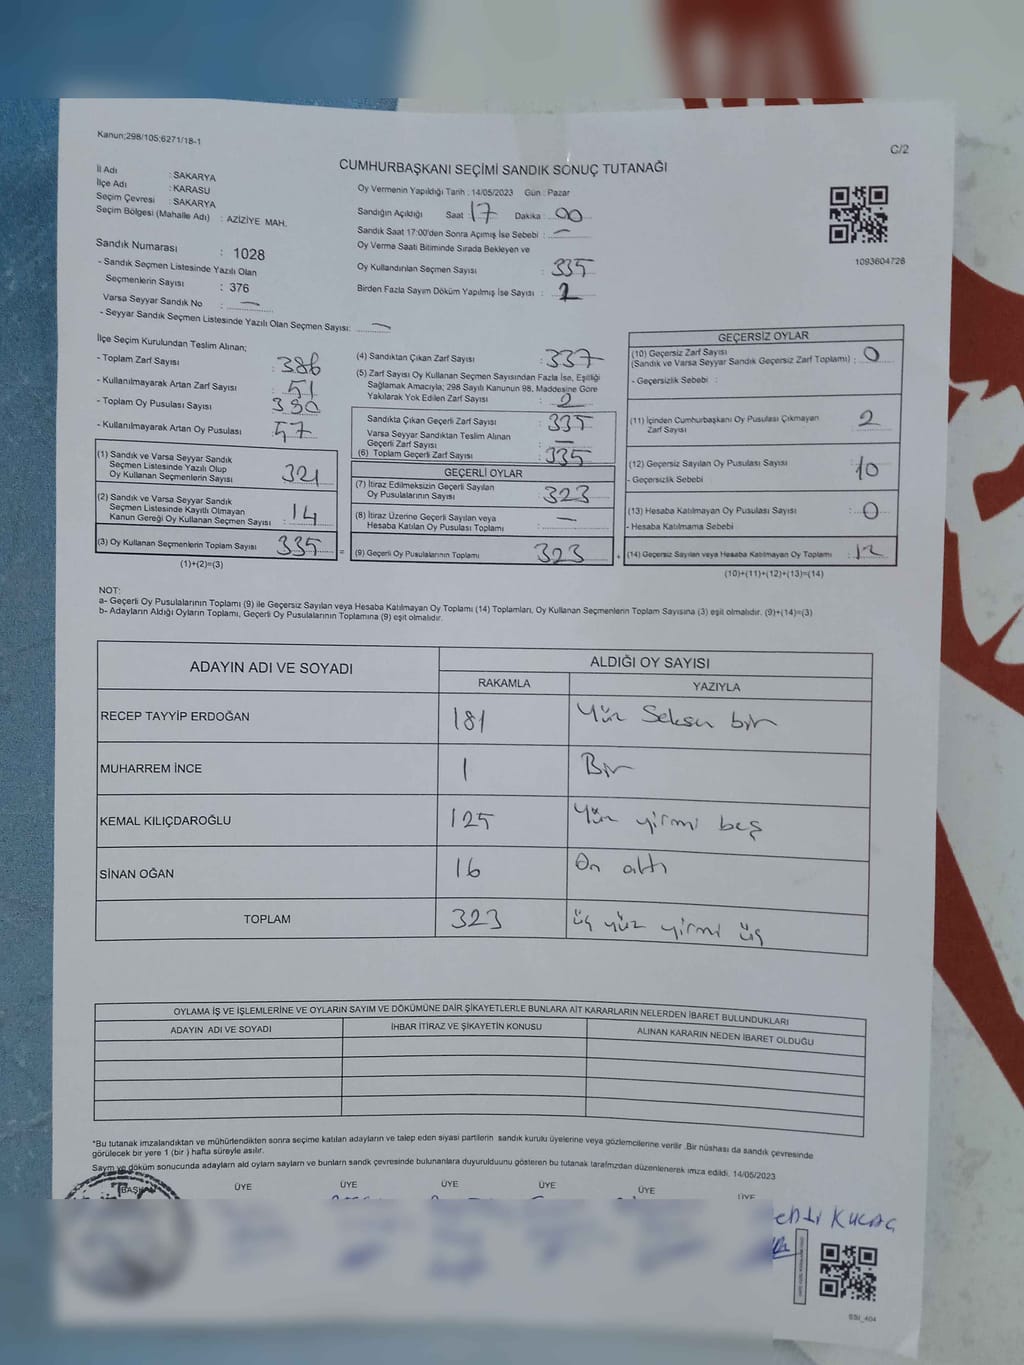 Kanun;298/105;6271/18-1
C/2
CUMHURBAŞKANI SEÇİMİ SANDIK SONUÇ TUTANAĞI
İl Adı : SAKARYA
İlçe Adı : KARASU
Seçim Çevresi : SAKARYA
Seçim Bölgesi (Mahalle Adı) : AZİZİYE MAH.
Sandık Numarası : 1028
- Sandık Seçmen Listesinde Yazılı Olan
Seçmenlerin Sayısı : 376
Varsa Seyyar Sandık No : —
- Seyyar Sandık Seçmen Listesinde Yazılı Olan Seçmen Sayısı: —
Oy Vermenin Yapıldığı Tarih : 14/05/2023 Gün : Pazar
Sandığın Açıldığı Saat : 17 Dakika : 00
Sandık Saat 17:00'den Sonra Açımış İse Sebebi : —
Oy Verme Saati Bitiminde Sırada Bekleyen ve
Oy Kullandırılan Seçmen Sayısı : 335
Birden Fazla Sayım Döküm Yapılmış İse Sayısı : 2
1093604728
İlçe Seçim Kurulundan Teslim Alınan;
- Toplam Zarf Sayısı : 386
- Kullanılmayarak Artan Zarf Sayısı : 51
- Toplam Oy Pusulası Sayısı : 380
- Kullanılmayarak Artan Oy Pusulası : 57
(1) Sandık ve Varsa Seyyar Sandık
Seçmen Listesinde Yazılı Olup
Oy Kullanan Seçmenlerin Sayısı : 321
(2) Sandık ve Varsa Seyyar Sandık
Seçmen Listesinde Kayıtlı Olmayan
Kanun Gereği Oy Kullanan Seçmen Sayısı : 14
(3) Oy Kullanan Seçmenlerin Toplam Sayısı : 335 =
(1)+(2)=(3)
(4) Sandıktan Çıkan Zarf Sayısı : 337
(5) Zarf Sayısı Oy Kullanan Seçmen Sayısından Fazla İse, Eşitliği
Sağlamak Amacıyla; 298 Sayılı Kanunun 98. Maddesine Göre
Yakılarak Yok Edilen Zarf Sayısı : 2
Sandıkta Çıkan Geçerli Zarf Sayısı : 335
Varsa Seyyar Sandıktan Teslim Alınan
Geçerli Zarf Sayısı : —
(6) Toplam Geçerli Zarf Sayısı : 335
GEÇERLİ OYLAR
(7) İtiraz Edilmeksizin Geçerli Sayılan
Oy Pusulalarının Sayısı : 323
(8) İtiraz Üzerine Geçerli Sayılan veya
Hesaba Katılan Oy Pusulası Toplamı : —
(9) Geçerli Oy Pusulalarının Toplamı : 323 +
GEÇERSİZ OYLAR
(10) Geçersiz Zarf Sayısı
(Sandık ve Varsa Seyyar Sandık Geçersiz Zarf Toplamı) : 0
- Geçersizlik Sebebi :
(11) İçinden Cumhurbaşkanı Oy Pusulası Çıkmayan
Zarf Sayısı : 2
(12) Geçersiz Sayılan Oy Pusulası Sayısı : 10
- Geçersizlik Sebebi
(13) Hesaba Katılmayan Oy Pusulası Sayısı : 0
- Hesaba Katılmama Sebebi
(14) Geçersiz Sayılan veya Hesaba Katılmayan Oy Toplamı : 12
(10)+(11)+(12)+(13)=(14)
NOT:
a- Geçerli Oy Pusulalarının Toplamı (9) ile Geçersiz Sayılan veya Hesaba Katılmayan Oy Toplamı (14) Toplamları, Oy Kullanan Seçmenlerin Toplam Sayısına (3) eşit olmalıdır. (9)+(14)=(3)
b- Adayların Aldığı Oyların Toplamı, Geçerli Oy Pusulalarının Toplamına (9) eşit olmalıdır.
ADAYIN ADI VE SOYADI ALDIĞI OY SAYISI
RAKAMLA YAZIYLA
RECEP TAYYİP ERDOĞAN 181 Yüz Seksen bir
MUHARREM İNCE 1 Bir
KEMAL KILIÇDAROĞLU 125 Yüz yirmi beş
SİNAN OĞAN 16 On altı
TOPLAM 323 üç yüz yirmi üç
OYLAMA İŞ VE İŞLEMLERİNE VE OYLARIN SAYIM VE DÖKÜMÜNE DAİR ŞİKAYETLERLE BUNLARA AİT KARARLARIN NELERDEN İBARET BULUNDUKLARI
ADAYIN ADI VE SOYADI İHBAR İTİRAZ VE ŞİKAYETİN KONUSU ALINAN KARARIN NEDEN İBARET OLDUĞU
*Bu tutanak imzalandıktan ve mühürlendikten sonra seçime katılan adayların ve talep eden siyasi partilerin sandık kurulu üyelerine veya gözlemcilerine verilir .Bir nüshası da sandık çevresinde
görülecek bir yere 1 (bir ) hafta süreyle asılır.
Sayım ve döküm sonucunda adayların aldı oyların sayların ve bunların sandk çevresinde bulunanlara duyurulduunu gösteren bu tutanak tarafmzdan düzenlenerek imza edildi. 14/05/2023
BAŞKAN ÜYE ÜYE ÜYE ÜYE ÜYE ÜYE
KUCAĞ
SSI_404